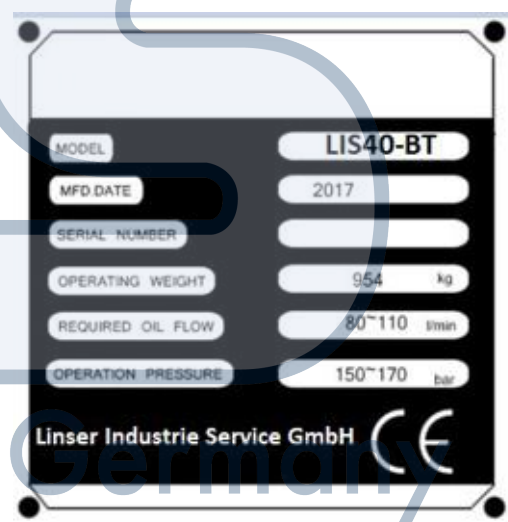 MODEL LIS40-BT
MFD.DATE 2017
SERIAL NUMBER
OPERATING WEIGHT 954 kg
REQUIRED OIL FLOW 80~110 l/min
OPERATION PRESSURE 150~170 bar
Linser Industrie Service GmbH CE
Germany